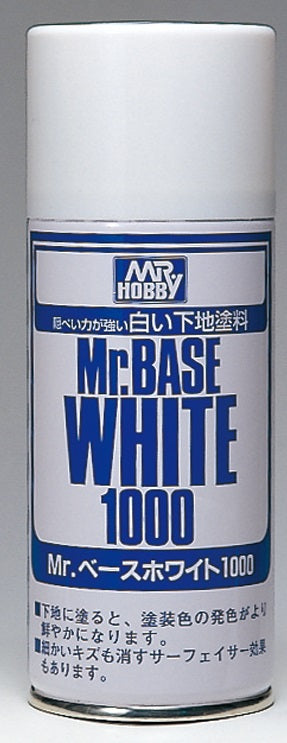 MR HOBBY
隠ぺい力が強い白い下地塗料
Mr.BASE
WHITE
1000
Mr.ベースホワイト1000
■下地に塗ると、塗装色の発色がより
鮮やかになります。
■細かいキズも消すサーフェイサー効果
もあります。